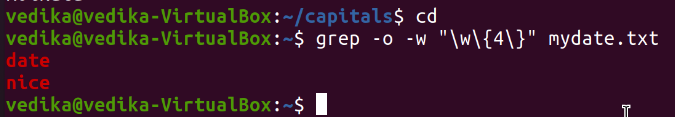 vedika@vedika-VirtualBox:~/capitals$ cd
vedika@vedika-VirtualBox:~$ grep -o -w "\w\{4\}" mydate.txt
date
nice
vedika@vedika-VirtualBox:~$